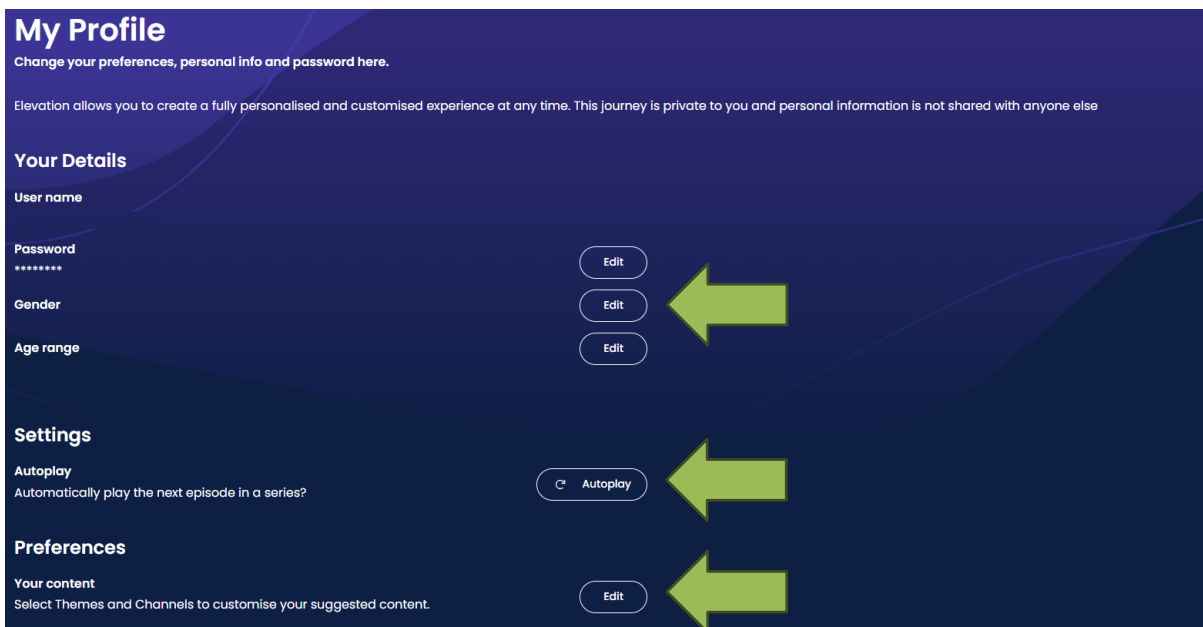 My Profile
Change your preferences, personal info and password here.
Elevation allows you to create a fully personalised and customised experience at any time. This journey is private to you and personal information is not shared with anyone else
Your Details
User name
Password
********
Edit
Gender
Edit
Age range
Edit
Settings
Autoplay
Automatically play the next episode in a series?
Autoplay
Preferences
Your content
Select Themes and Channels to customise your suggested content.
Edit